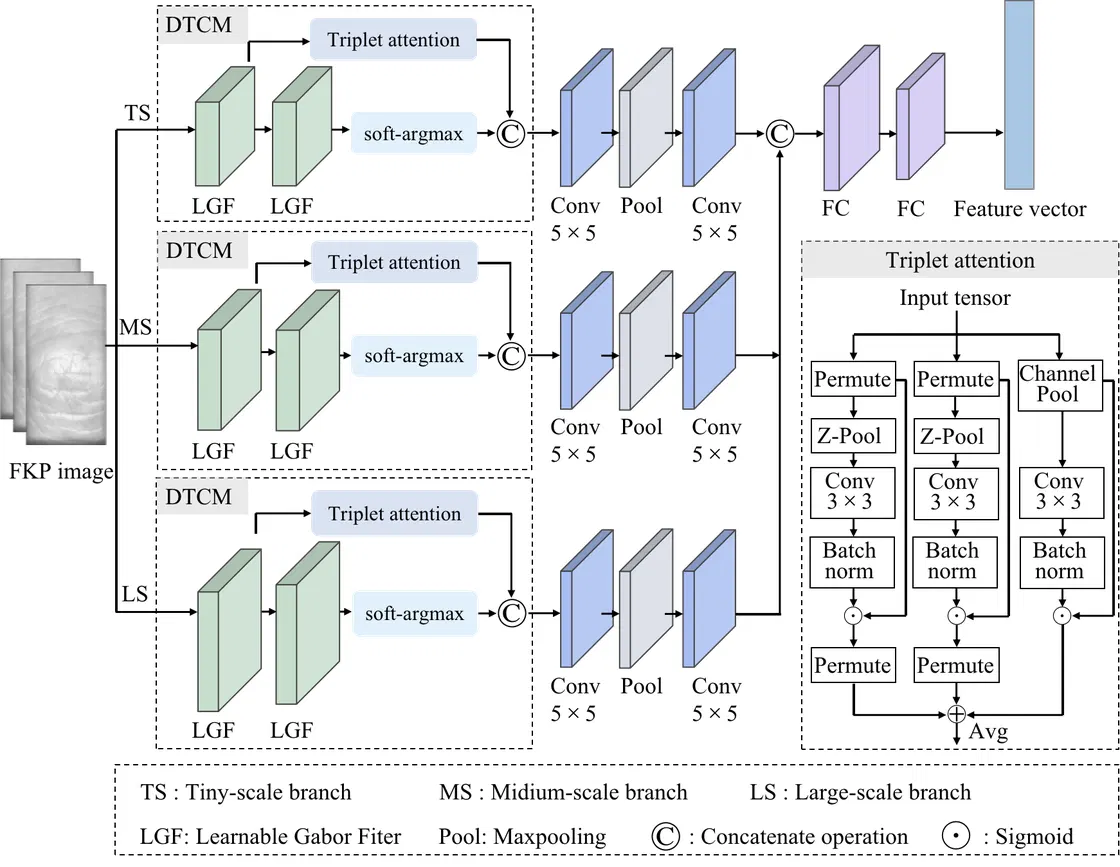 DTCM
Triplet attention
TS
soft-argmax
C
LGF
LGF
Conv
5 × 5
Pool
Conv
5 × 5
C
FC
FC
Feature vector
DTCM
Triplet attention
MS
soft-argmax
C
LGF
LGF
Conv
5 × 5
Pool
Conv
5 × 5
FKP image
DTCM
Triplet attention
LS
soft-argmax
C
LGF
LGF
Conv
5 × 5
Pool
Conv
5 × 5
Triplet attention
Input tensor
Permute
Z-Pool
Conv
3 × 3
Batch
norm
Permute
Permute
Z-Pool
Conv
3 × 3
Batch
norm
Permute
Channel
Pool
Conv
3 × 3
Batch
norm
Avg
TS : Tiny-scale branch
MS : Midium-scale branch
LS : Large-scale branch
LGF: Learnable Gabor Fiter
Pool: Maxpooling
C : Concatenate operation
: Sigmoid